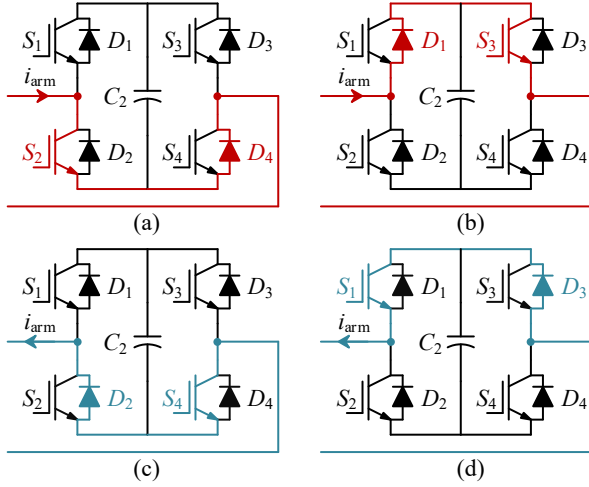 S1 D1 S3 D3
iarm C2
S2 D2 S4 D4
(a)
S1 D1 S3 D3
iarm C2
S2 D2 S4 D4
(b)
S1 D1 S3 D3
iarm C2
S2 D2 S4 D4
(c)
S1 D1 S3 D3
iarm C2
S2 D2 S4 D4
(d)